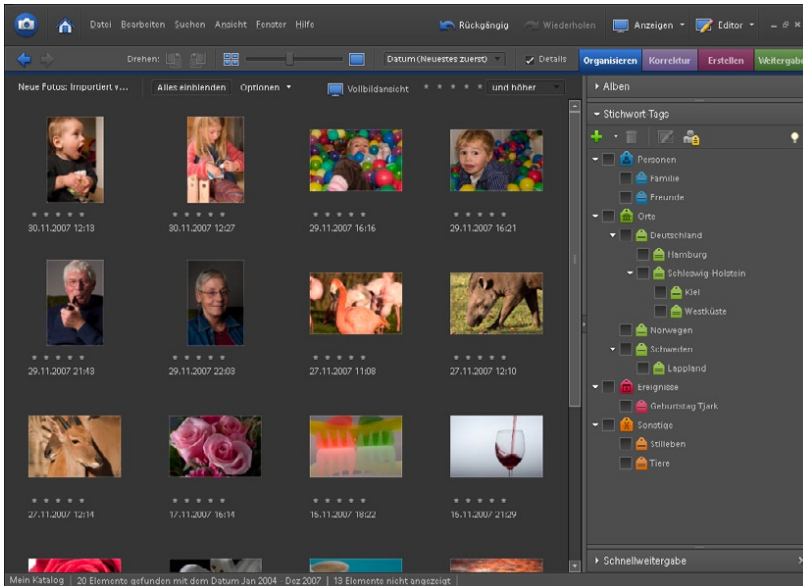 Datei Bearbeiten Suchen Ansicht Fenster Hilfe Rückgängig Wiederholen Anzeigen Editor
Drehen: Datum (Neuestes zuerst) Details Organisieren Korrektur Erstellen Weitergabe
Neue Fotos: Importiert v... Alles einblenden Optionen Vollbildansicht und höher
Alben
Stichwort-Tags
Personen
Familie
Freunde
Orte
Deutschland
Hamburg
Schleswig-Holstein
Kiel
Westküste
Norwegen
Schweden
Lappland
Ereignisse
Geburtstag Tjark
Sonstige
Stilleben
Tiere
30.11.2007 12:13 30.11.2007 12:27 29.11.2007 16:16 29.11.2007 16:21
29.11.2007 21:43 29.11.2007 22:03 27.11.2007 11:08 27.11.2007 12:10
27.11.2007 12:14 17.11.2007 16:14 16.11.2007 18:22 15.11.2007 21:29
Schnellweitergabe
Mein Katalog | 20 Elemente gefunden mit dem Datum Jan 2004 - Dez 2007 | 13 Elemente nicht angezeigt |